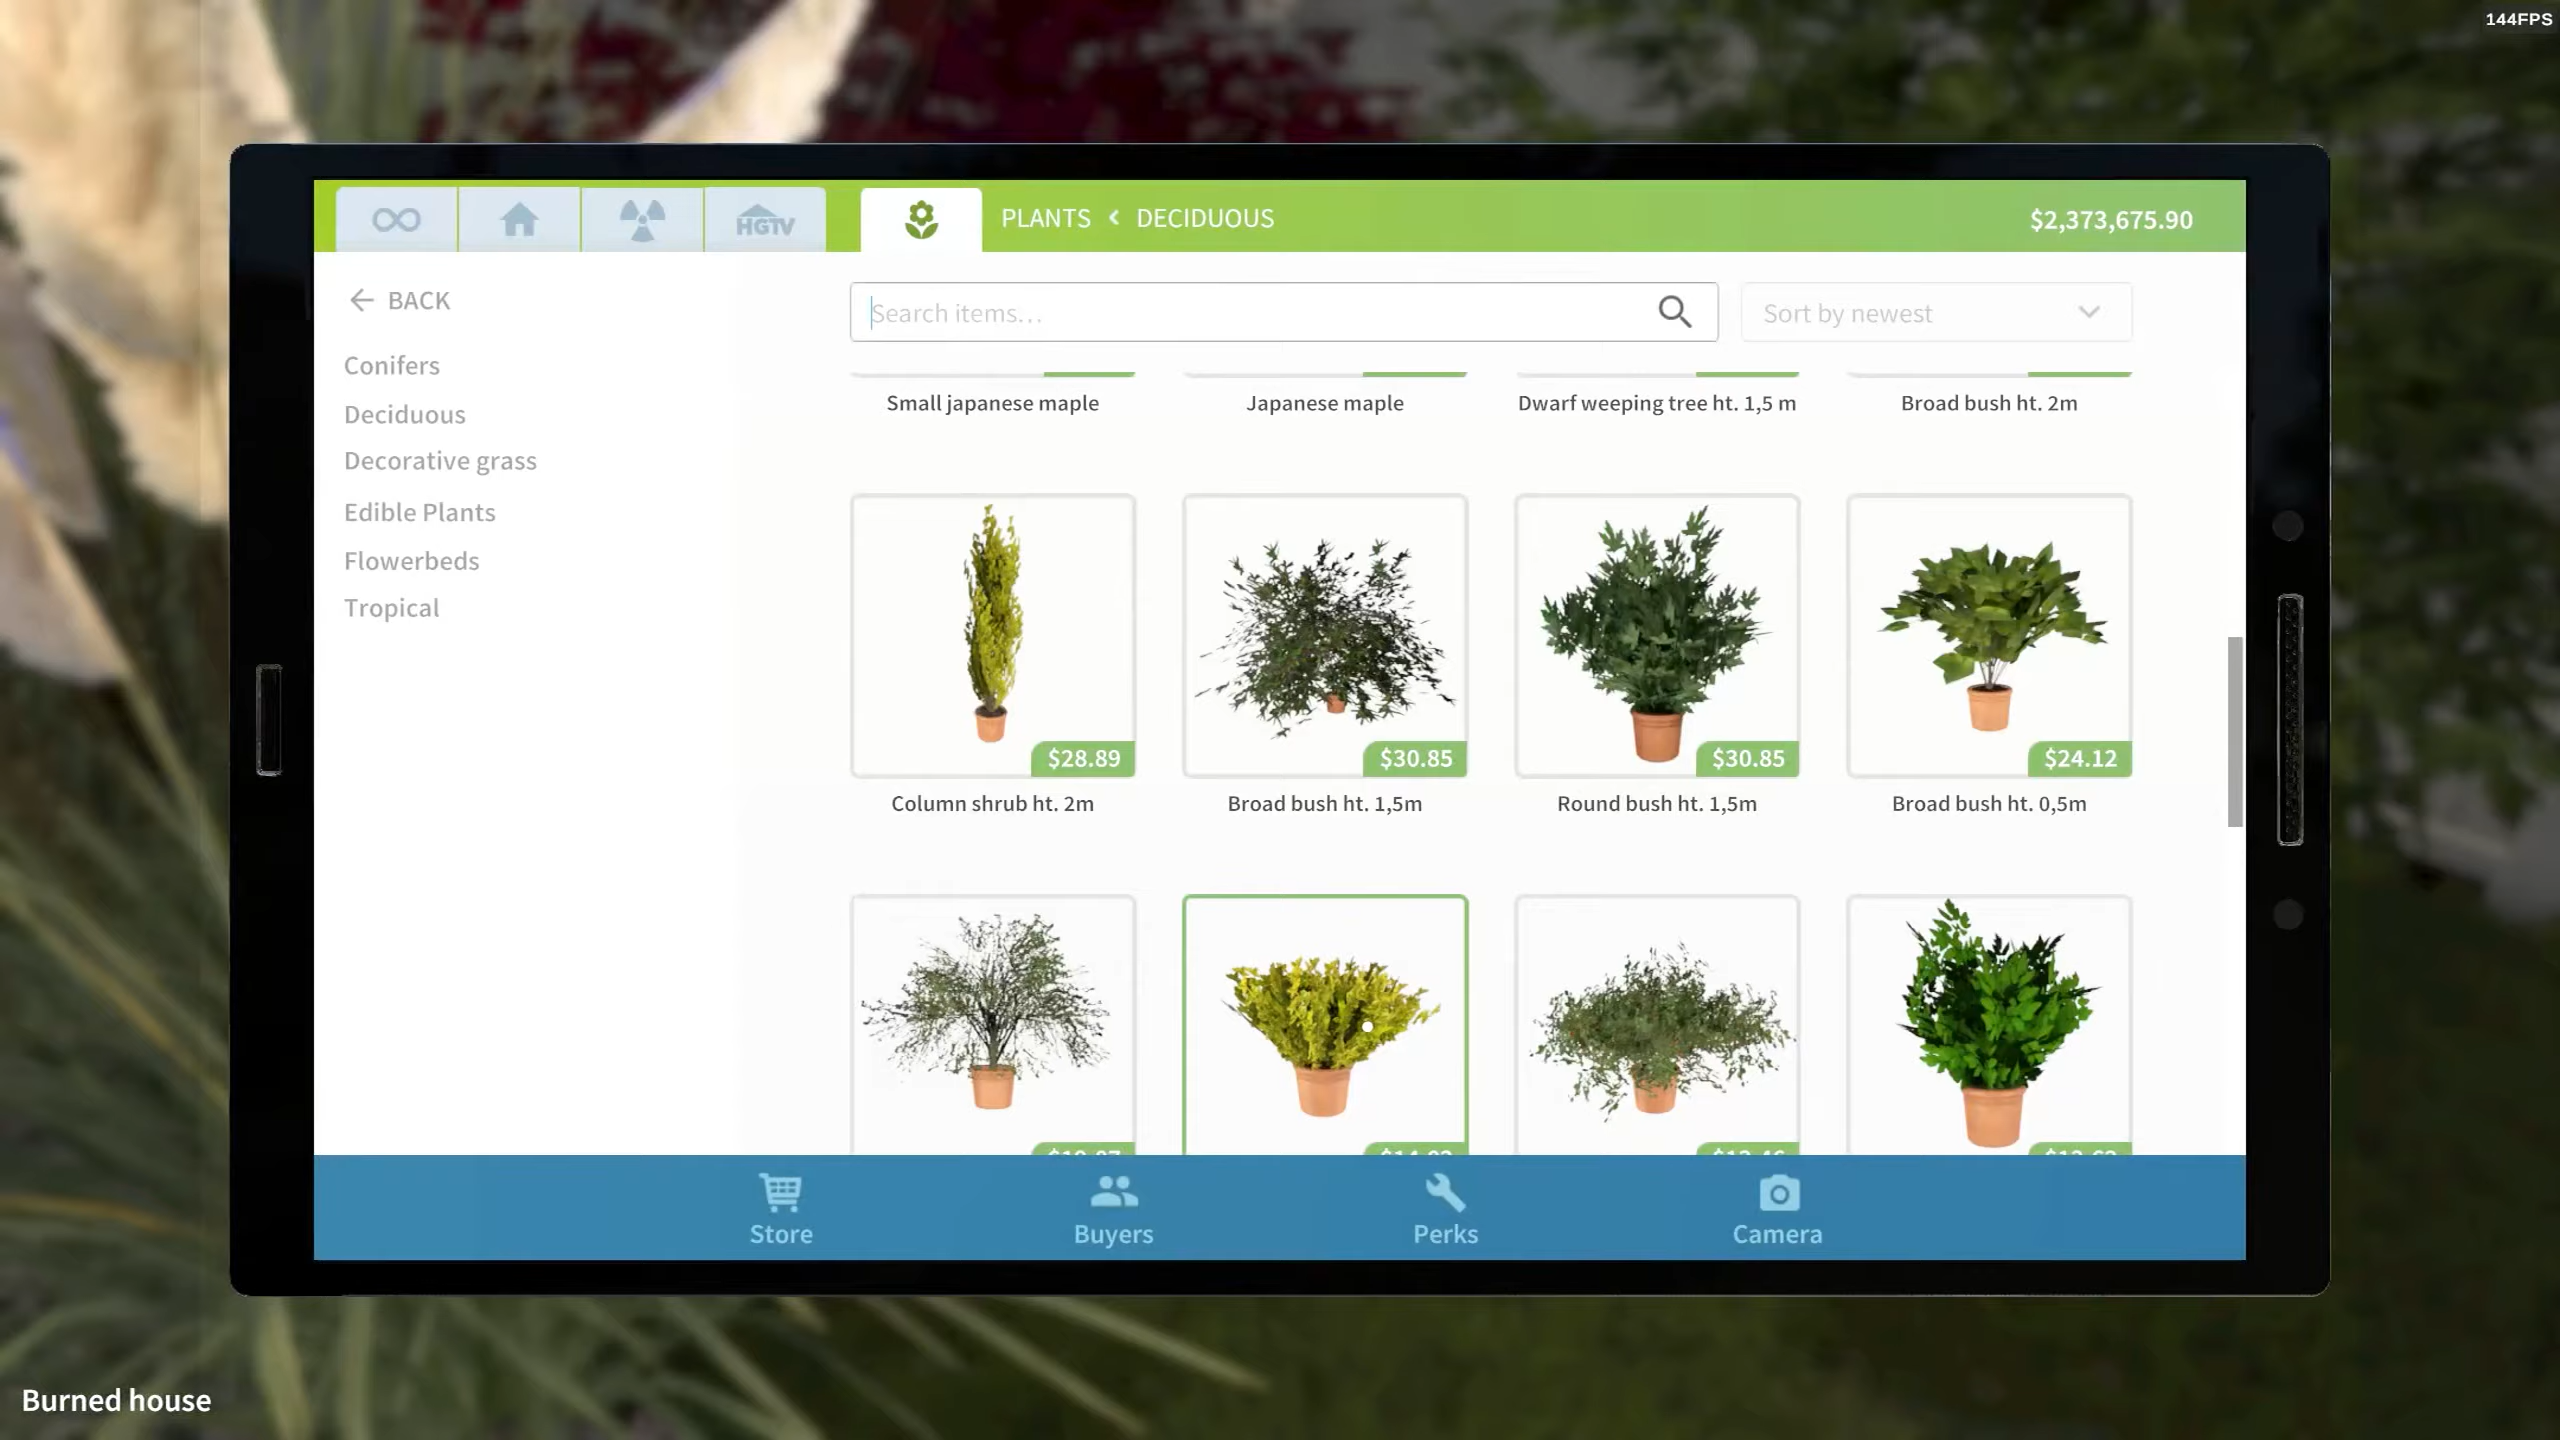 144FPS
HGTV
PLANTS < DECIDUOUS
$2,373,675.90
BACK
Search items...
Sort by newest
Conifers
Deciduous
Decorative grass
Edible Plants
Flowerbeds
Tropical
Small japanese maple
Japanese maple
Dwarf weeping tree ht. 1,5 m
Broad bush ht. 2m
$28.89
$30.85
$30.85
$24.12
Column shrub ht. 2m
Broad bush ht. 1,5m
Round bush ht. 1,5m
Broad bush ht. 0,5m
Store
Buyers
Perks
Camera
Burned house